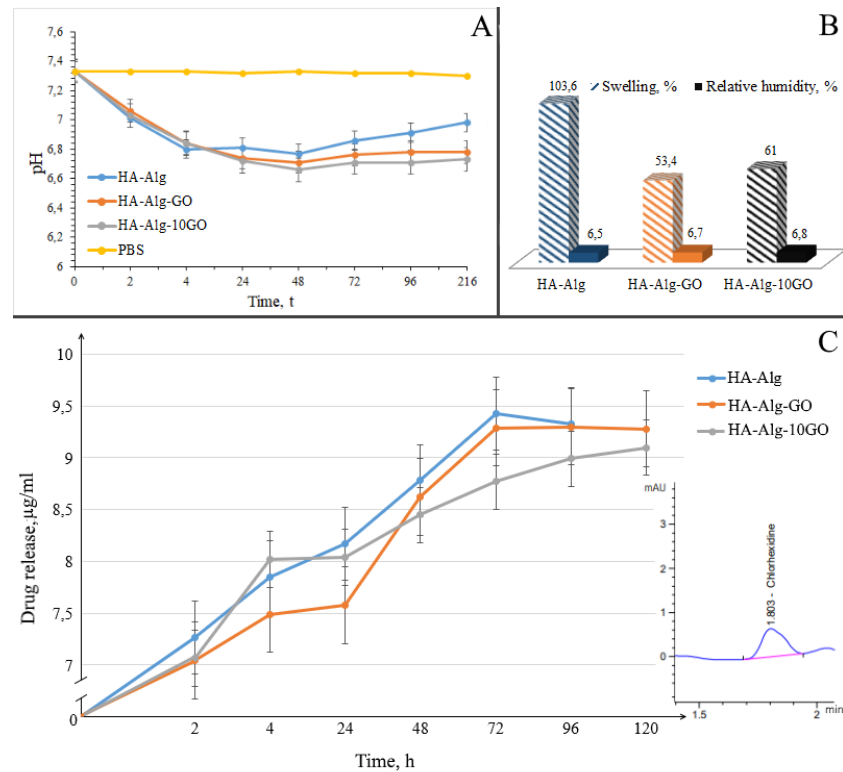 A
7,6
7,4
7,2
7
6,8
6,6
6,4
6,2
6
pH
HA-Alg
HA-Alg-GO
HA-Alg-10GO
PBS
0 2 4 24 48 72 96 216
Time, t
B
Swelling, % Relative humidity, %
103,6
6,5
53,4
6,7
61
6,8
HA-Alg HA-Alg-GO HA-Alg-10GO
C
10
9,5
9
8,5
8
7,5
7
0
Drug release,µg/ml
2 4 24 48 72 96 120
Time, h
HA-Alg
HA-Alg-GO
HA-Alg-10GO
mAU
3
2
1
0
1.803 - Chlorhexidine
1.5 2 min